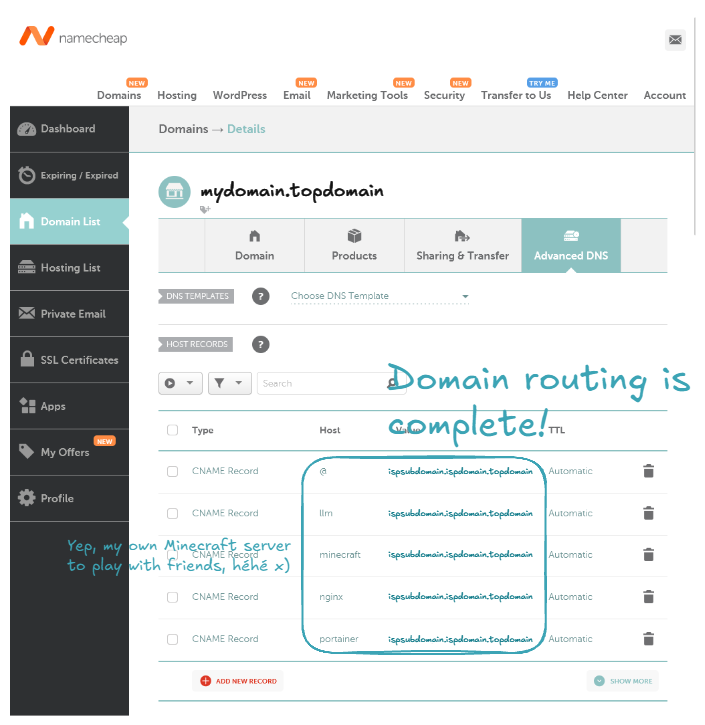 namecheap
NEW NEW NEW NEW TRY ME
Domains Hosting WordPress Email Marketing Tools Security Transfer to Us Help Center Account
Dashboard
Domains → Details
Expiring / Expired
mydomain.topdomain
Domain List
Domain Products Sharing & Transfer Advanced DNS
Hosting List
DNS TEMPLATES ? Choose DNS Template
Private Email
HOST RECORDS ?
SSL Certificates
Domain routing is
complete!
Search
Apps
Type Host Value TTL
NEW
My Offers
CNAME Record @ ispsubdomain.ispdomain.topdomain Automatic
Profile
CNAME Record llm ispsubdomain.ispdomain.topdomain Automatic
Yep, my own Minecraft server
to play with friends, héhé x)
CNAME Record minecraft ispsubdomain.ispdomain.topdomain Automatic
CNAME Record nginx ispsubdomain.ispdomain.topdomain Automatic
CNAME Record portainer ispsubdomain.ispdomain.topdomain Automatic
ADD NEW RECORD SHOW MORE